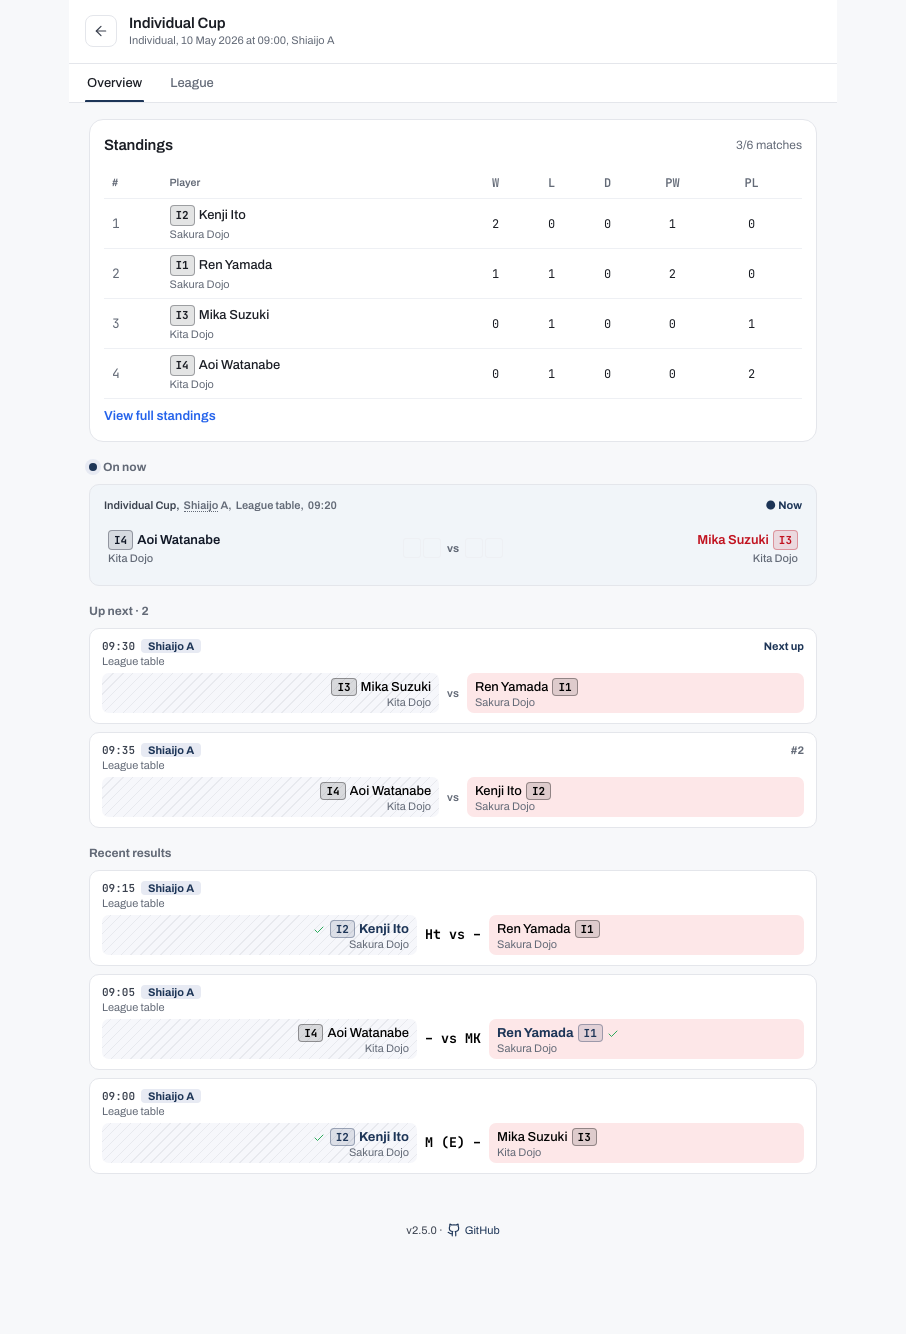 Individual Cup
Individual, 10 May 2026 at 09:00, Shiaijo A
Overview League
Standings 3/6 matches
# Player W L D PW PL
1 I2 Kenji Ito 2 0 0 1 0
Sakura Dojo
2 I1 Ren Yamada 1 1 0 2 0
Sakura Dojo
3 I3 Mika Suzuki 0 1 0 0 1
Kita Dojo
4 I4 Aoi Watanabe 0 1 0 0 2
Kita Dojo
View full standings
On now
Individual Cup, Shiaijo A, League table, 09:20 Now
I4 Aoi Watanabe vs Mika Suzuki I3
Kita Dojo Kita Dojo
Up next · 2
09:30 Shiaijo A Next up
League table
I3 Mika Suzuki vs Ren Yamada I1
Kita Dojo Sakura Dojo
09:35 Shiaijo A #2
League table
I4 Aoi Watanabe vs Kenji Ito I2
Kita Dojo Sakura Dojo
Recent results
09:15 Shiaijo A
League table
✓ I2 Kenji Ito Ht vs – Ren Yamada I1
Sakura Dojo Sakura Dojo
09:05 Shiaijo A
League table
I4 Aoi Watanabe – vs MK Ren Yamada I1 ✓
Kita Dojo Sakura Dojo
09:00 Shiaijo A
League table
✓ I2 Kenji Ito M (E) – Mika Suzuki I3
Sakura Dojo Kita Dojo
v2.5.0 · GitHub